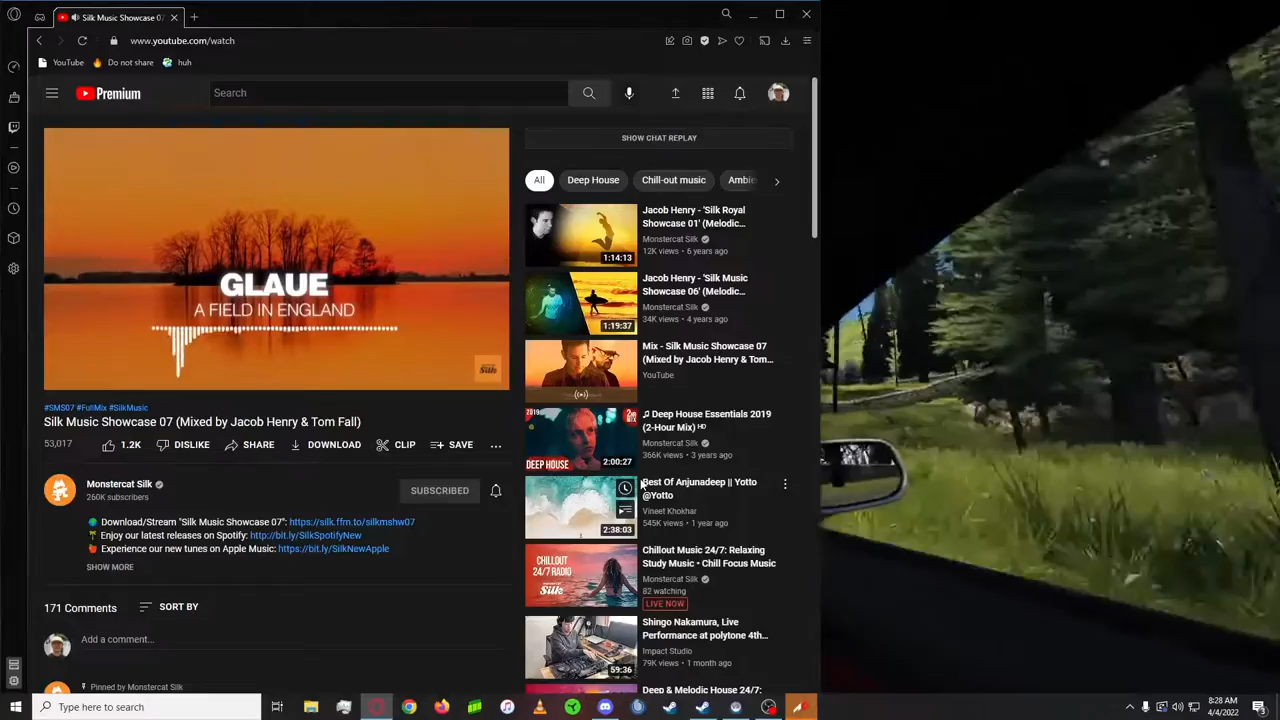 Silk Music Showcase 07
www.youtube.com/watch
YouTube
Do not share
huh
Premium
Search
SHOW CHAT REPLAY
All
Deep House
Chill-out music
Ambie
GLAUE
A FIELD IN ENGLAND
Silk
#SMS07 #FullMix #SilkMusic
Silk Music Showcase 07 (Mixed by Jacob Henry & Tom Fall)
53,017
1.2K
DISLIKE
SHARE
DOWNLOAD
CLIP
SAVE
Monstercat Silk
260K subscribers
SUBSCRIBED
Download/Stream "Silk Music Showcase 07": https://silk.ffm.to/silkmshw07
Enjoy our latest releases on Spotify: http://bit.ly/SilkSpotifyNew
Experience our new tunes on Apple Music: https://bit.ly/SilkNewApple
SHOW MORE
171 Comments
SORT BY
Add a comment...
Pinned by Monstercat Silk
1:14:13
Jacob Henry - 'Silk Royal
Showcase 01' (Melodic...
Monstercat Silk
12K views • 6 years ago
1:19:37
Jacob Henry - 'Silk Music
Showcase 06' (Melodic...
Monstercat Silk
34K views • 4 years ago
Mix - Silk Music Showcase 07
(Mixed by Jacob Henry & Tom...
YouTube
2019
DEEP HOUSE
2:00:27
♫ Deep House Essentials 2019
(2-Hour Mix) ᴴᴰ
Monstercat Silk
366K views • 3 years ago
2:38:03
Best Of Anjunadeep || Yotto
@Yotto
Vineet Khokhar
545K views • 1 year ago
CHILLOUT
24/7 RADIO
Silk
Chillout Music 24/7: Relaxing
Study Music • Chill Focus Music
Monstercat Silk
82 watching
LIVE NOW
59:36
Shingo Nakamura, Live
Performance at polytone 4th...
Impact Studio
79K views • 1 month ago
Deep & Melodic House 24/7:
Type here to search
8:28 AM
4/4/2022